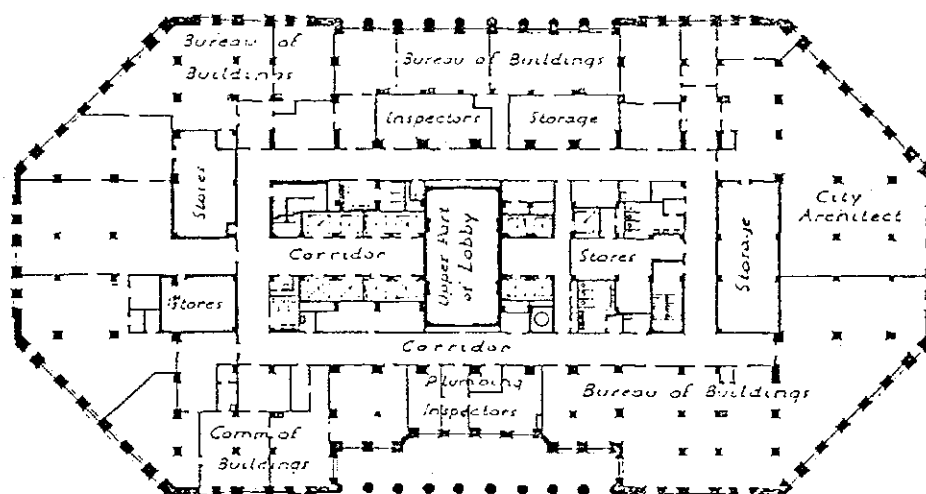 Bureau of
Buildings
Bureau of Buildings
Inspectors
Storage
Stores
Upper Part
of Lobby
City
Architect
Corridor
Stores
Storage
Stores
Corridor
Plumbing
Inspectors
Bureau of Buildings
Comm of
Buildings